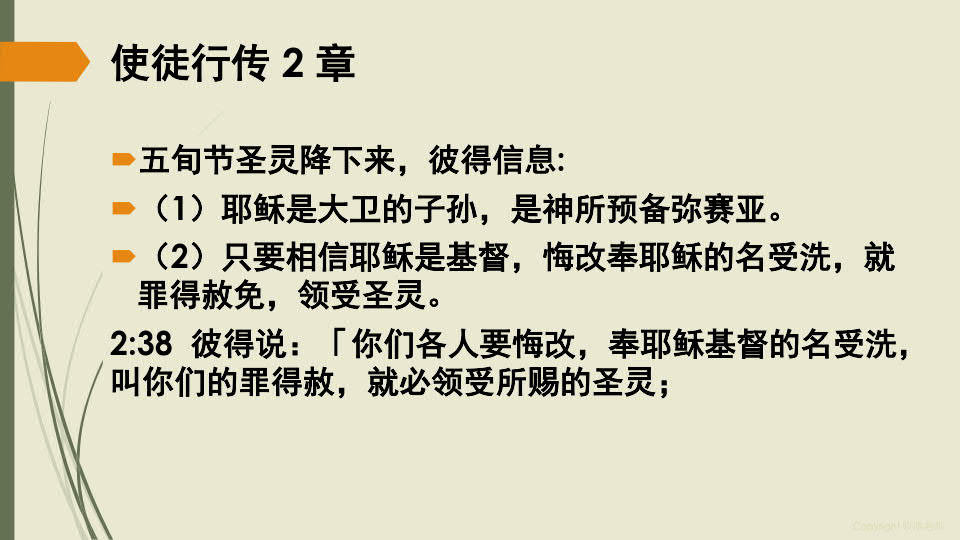 使徒行传 2 章
五旬节圣灵降下来，彼得信息:
（1）耶稣是大卫的子孙，是神所预备弥赛亚。
（2）只要相信耶稣是基督，悔改奉耶稣的名受洗，就
罪得赦免，领受圣灵。
2:38 彼得说：「你们各人要悔改，奉耶稣基督的名受洗，
叫你们的罪得赦，就必领受所赐的圣灵；
Copyright